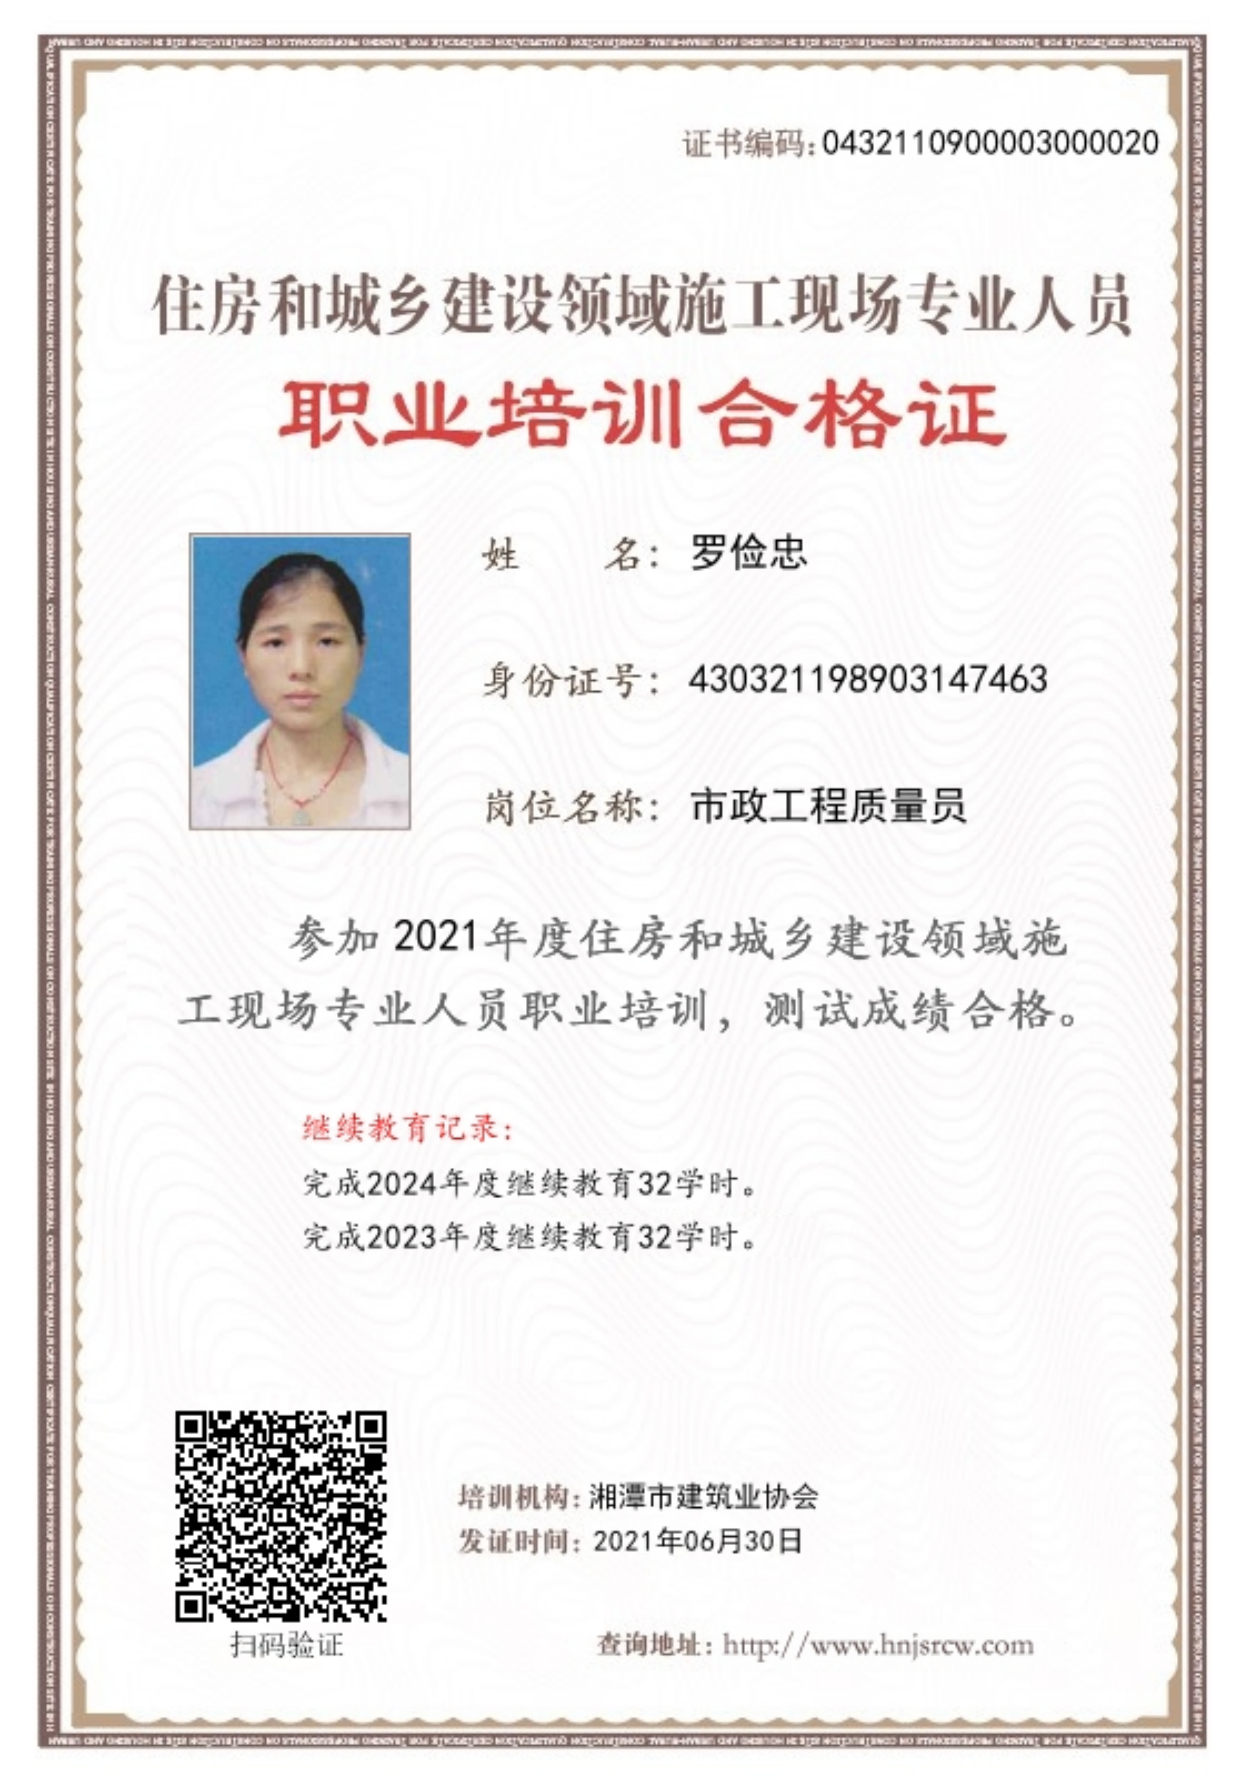 证书编码:0432110900003000020
住房和城乡建设领域施工现场专业人员
职业培训合格证
姓 名: 罗俭忠
身份证号: 430321198903147463
岗位名称: 市政工程质量员
参加 2021年度住房和城乡建设领域施
工现场专业人员职业培训，测试成绩合格。
继续教育记录:
完成2024年度继续教育32学时。
完成2023年度继续教育32学时。
培训机构: 湘潭市建筑业协会
发证时间: 2021年06月30日
扫码验证
查询地址: http://www.hnjsrcw.com